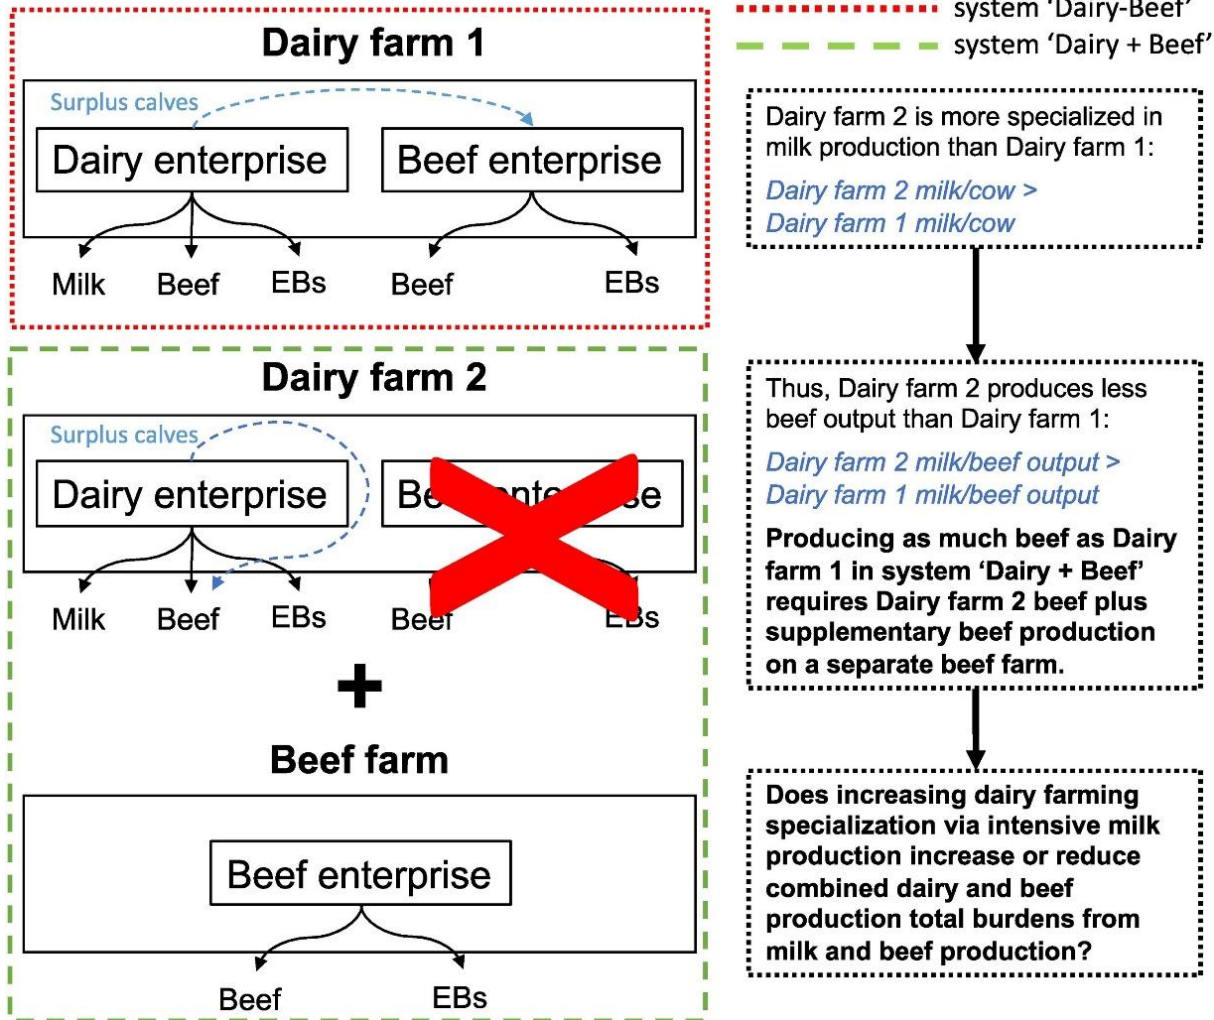 system ‘Dairy-Beef’
system ‘Dairy + Beef’
Dairy farm 1
Surplus calves
Dairy enterprise
Beef enterprise
Milk
Beef
EBs
Beef
EBs
Dairy farm 2
Surplus calves
Dairy enterprise
Milk
Beef
EBs
Beef
EBs
+
Beef farm
Beef enterprise
Beef
EBs
Dairy farm 2 is more specialized in
milk production than Dairy farm 1:
Dairy farm 2 milk/cow >
Dairy farm 1 milk/cow
Thus, Dairy farm 2 produces less
beef output than Dairy farm 1:
Dairy farm 2 milk/beef output >
Dairy farm 1 milk/beef output
Producing as much beef as Dairy
farm 1 in system ‘Dairy + Beef’
requires Dairy farm 2 beef plus
supplementary beef production
on a separate beef farm.
Does increasing dairy farming
specialization via intensive milk
production increase or reduce
combined dairy and beef
production total burdens from
milk and beef production?